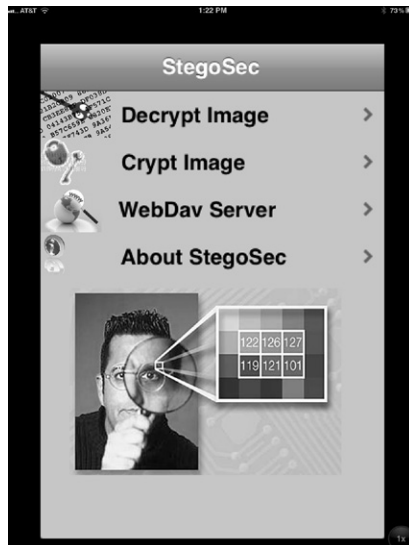 AT&T 1:22 PM 73%
StegoSec
Decrypt Image
Crypt Image
WebDav Server
About StegoSec
122 126 127
119 121 101
1x